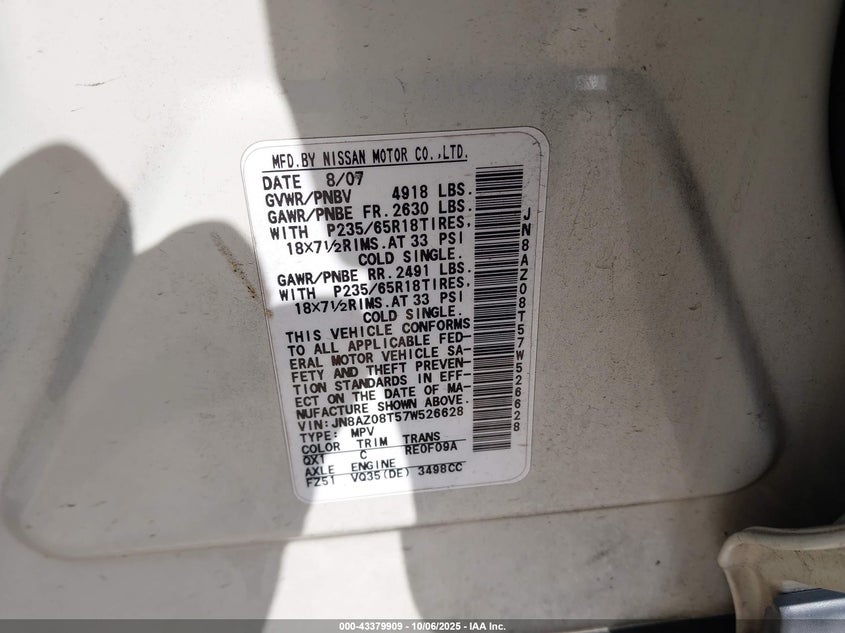 MFD.BY NISSAN MOTOR CO.,LTD.
DATE 8/07
GVWR/PNBV 4918 LBS.
GAWR/PNBE FR. 2630 LBS.
WITH P235/65R18TIRES,
18×7½RIMS.AT 33 PSI
COLD SINGLE.
GAWR/PNBE RR. 2491 LBS.
WITH P235/65R18TIRES,
18×7½RIMS.AT 33 PSI
COLD SINGLE.
THIS VEHICLE CONFORMS
TO ALL APPLICABLE FED-
ERAL MOTOR VEHICLE SA-
FETY AND THEFT PREVEN-
TION STANDARDS IN EFF-
ECT ON THE DATE OF MA-
NUFACTURE SHOWN ABOVE.
VIN: JN8AZ08T57W526628
TYPE: MPV
COLOR TRIM TRANS
QX1 C RE0F09A
AXLE ENGINE
FZ51 VQ35(DE) 3498CC
JN8AZ08T57W526628
000-43379909 - 10/06/2025 - IAA Inc.